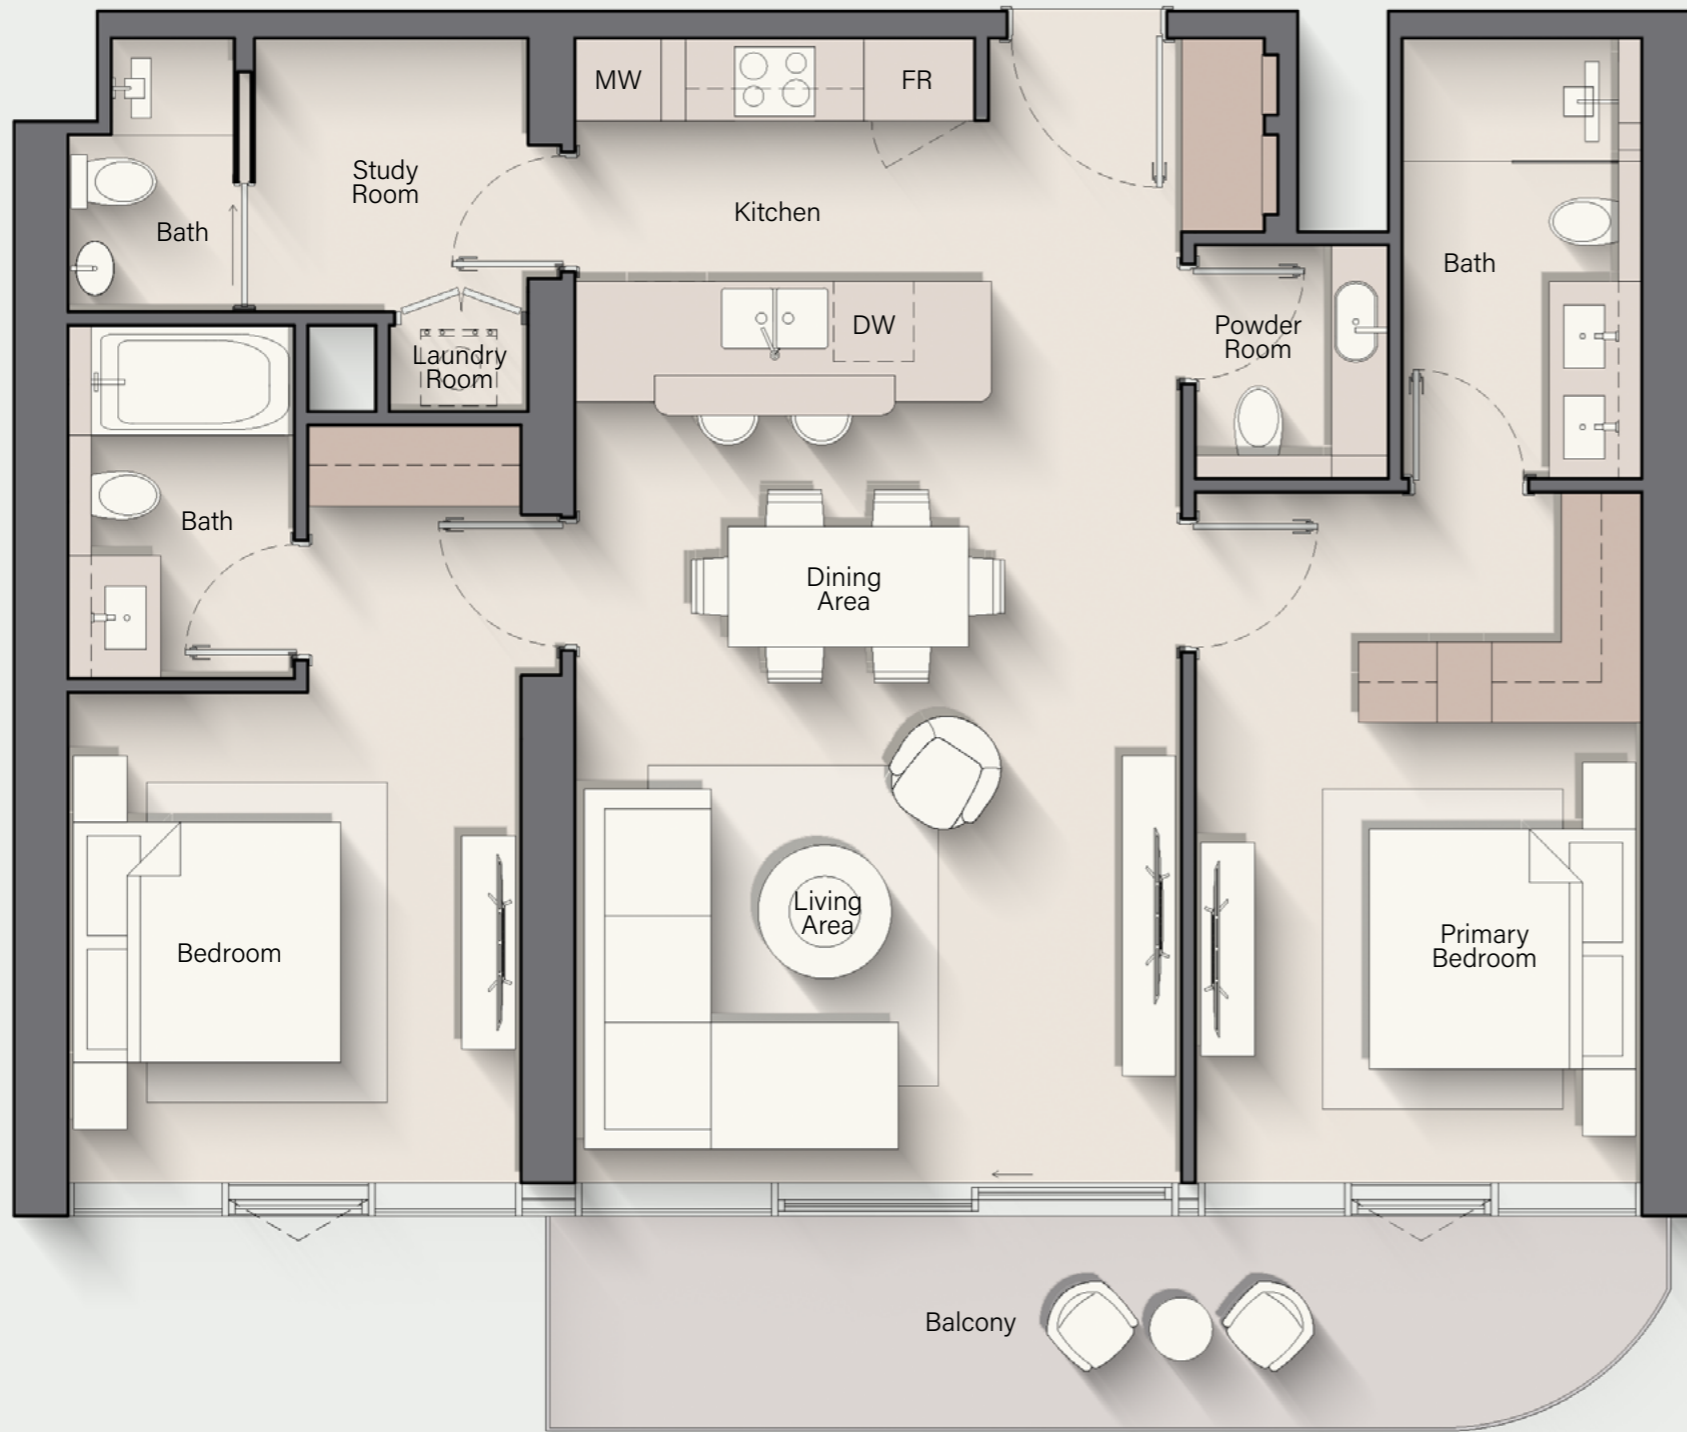 MW
FR
Study
Room
Kitchen
Bath
Bath
DW
Powder
Room
Laundry
Room
Bath
Dining
Area
Living
Area
Bedroom
Primary
Bedroom
Balcony